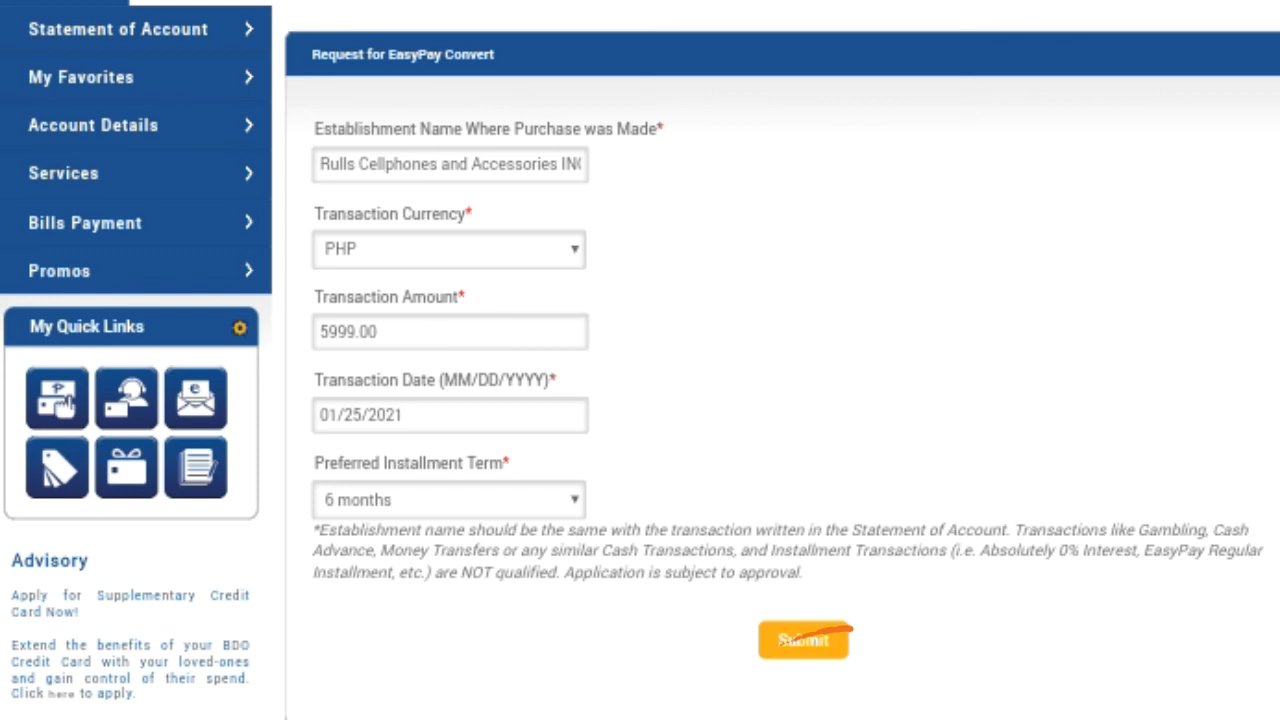 Statement of Account
My Favorites
Account Details
Services
Bills Payment
Promos
My Quick Links
Advisory
Apply for Supplementary Credit
Card Now!
Extend the benefits of your BDO
Credit Card with your loved-ones
and gain control of their spend.
Click here to apply.
Request for EasyPay Convert
Establishment Name Where Purchase was Made*
Rulls Cellphones and Accessories INC
Transaction Currency*
PHP
Transaction Amount*
5999.00
Transaction Date (MM/DD/YYYY)*
01/25/2021
Preferred Installment Term*
6 months
*Establishment name should be the same with the transaction written in the Statement of Account. Transactions like Gambling, Cash
Advance, Money Transfers or any similar Cash Transactions, and Installment Transactions (i.e. Absolutely 0% Interest, EasyPay Regular
Installment, etc.) are NOT qualified. Application is subject to approval.
Submit